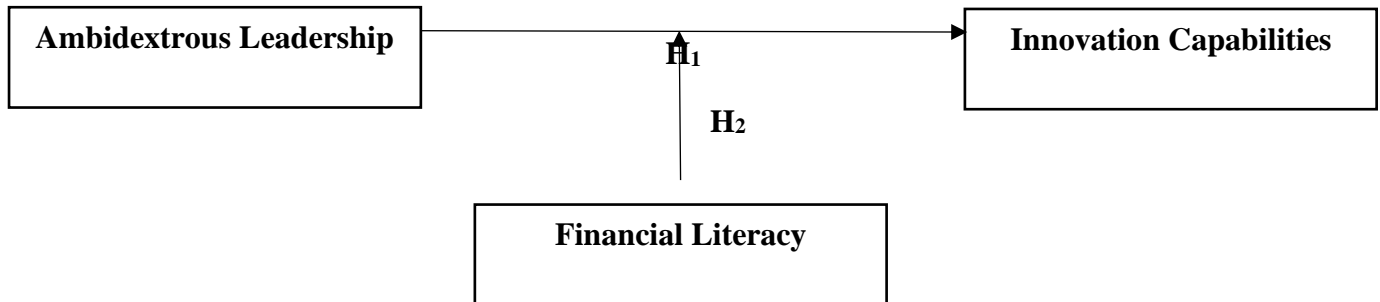 Ambidextrous Leadership
Innovation Capabilities
H₁
H₂
Financial Literacy